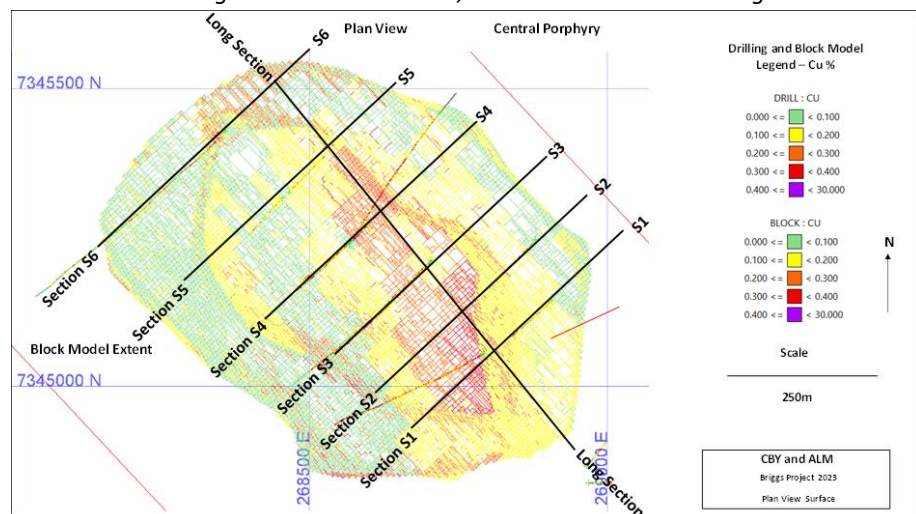 Plan View
Central Porphyry
Long Section
S6
S5
S4
S3
S2
S1
7345500 N
7345000 N
Section S6
Section S5
Section S4
Section S3
Section S2
Section S1
Long Section
Block Model Extent
268500 E
Drilling and Block Model
Legend – Cu %
DRILL : CU
0.000 <= < 0.100
0.100 <= < 0.200
0.200 <= < 0.300
0.300 <= < 0.400
0.400 <= < 30.000
BLOCK : CU
0.000 <= < 0.100
0.100 <= < 0.200
0.200 <= < 0.300
0.300 <= < 0.400
0.400 <= < 30.000
N
Scale
250m
CBY and ALM
Briggs Project 2023
Plan View Surface